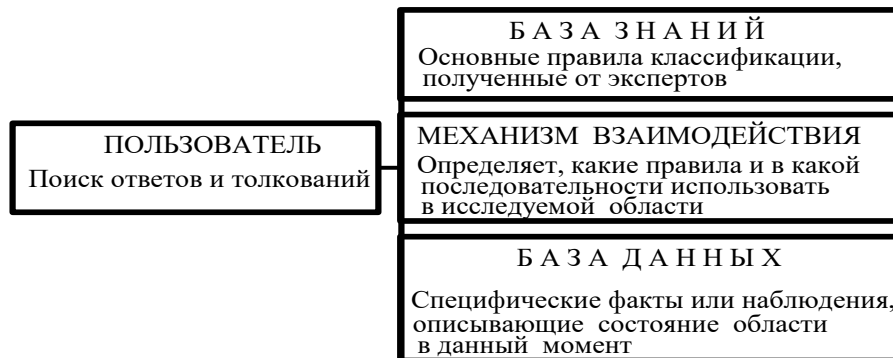 ПОЛЬЗОВАТЕЛЬ
Поиск ответов и толкований
Б А З А З Н А Н И Й
Основные правила классификации,
полученные от экспертов
МЕХАНИЗМ ВЗАИМОДЕЙСТВИЯ
Определяет, какие правила и в какой
последовательности использовать
в исследуемой области
Б А З А Д А Н Н Ы Х
Специфические факты или наблюдения,
описывающие состояние области
в данный момент